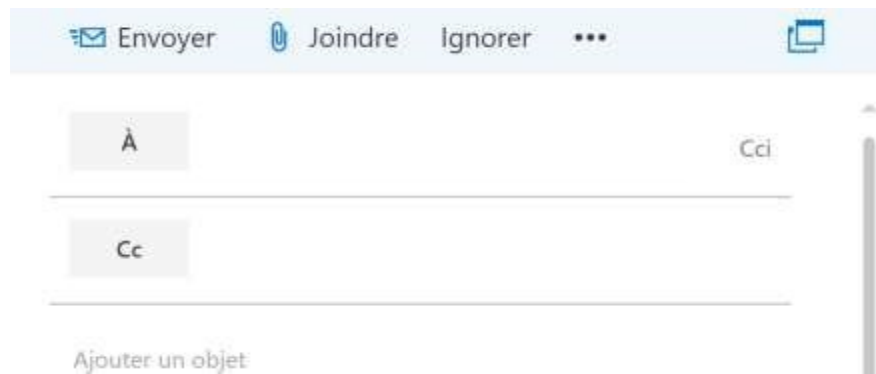 Envoyer Joindre Ignorer •••
À Cci
Cc
Ajouter un objet